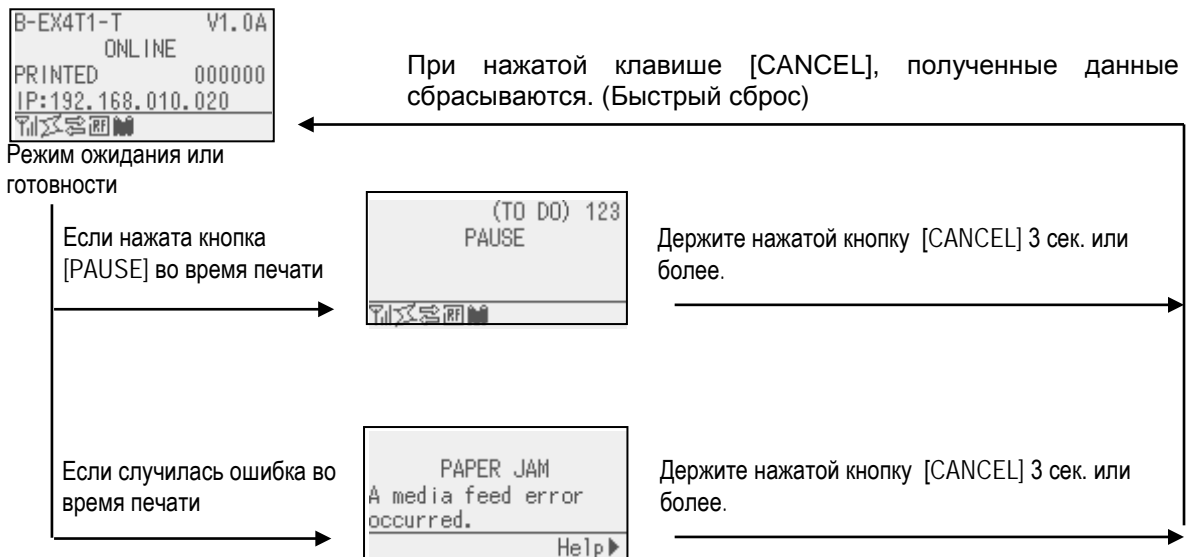 B-EX4T1-T V1.0A
ONLINE
PRINTED 000000
IP:192.168.010.020
RF
При нажатой клавише [CANCEL], полученные данные
сбрасываются. (Быстрый сброс)
Режим ожидания или
готовности
Если нажата кнопка
[PAUSE] во время печати
(TO DO) 123
PAUSE
RF
Держите нажатой кнопку [CANCEL] 3 сек. или
более.
Если случилась ошибка во
время печати
PAPER JAM
A media feed error
occurred.
Help
Держите нажатой кнопку [CANCEL] 3 сек. или
более.